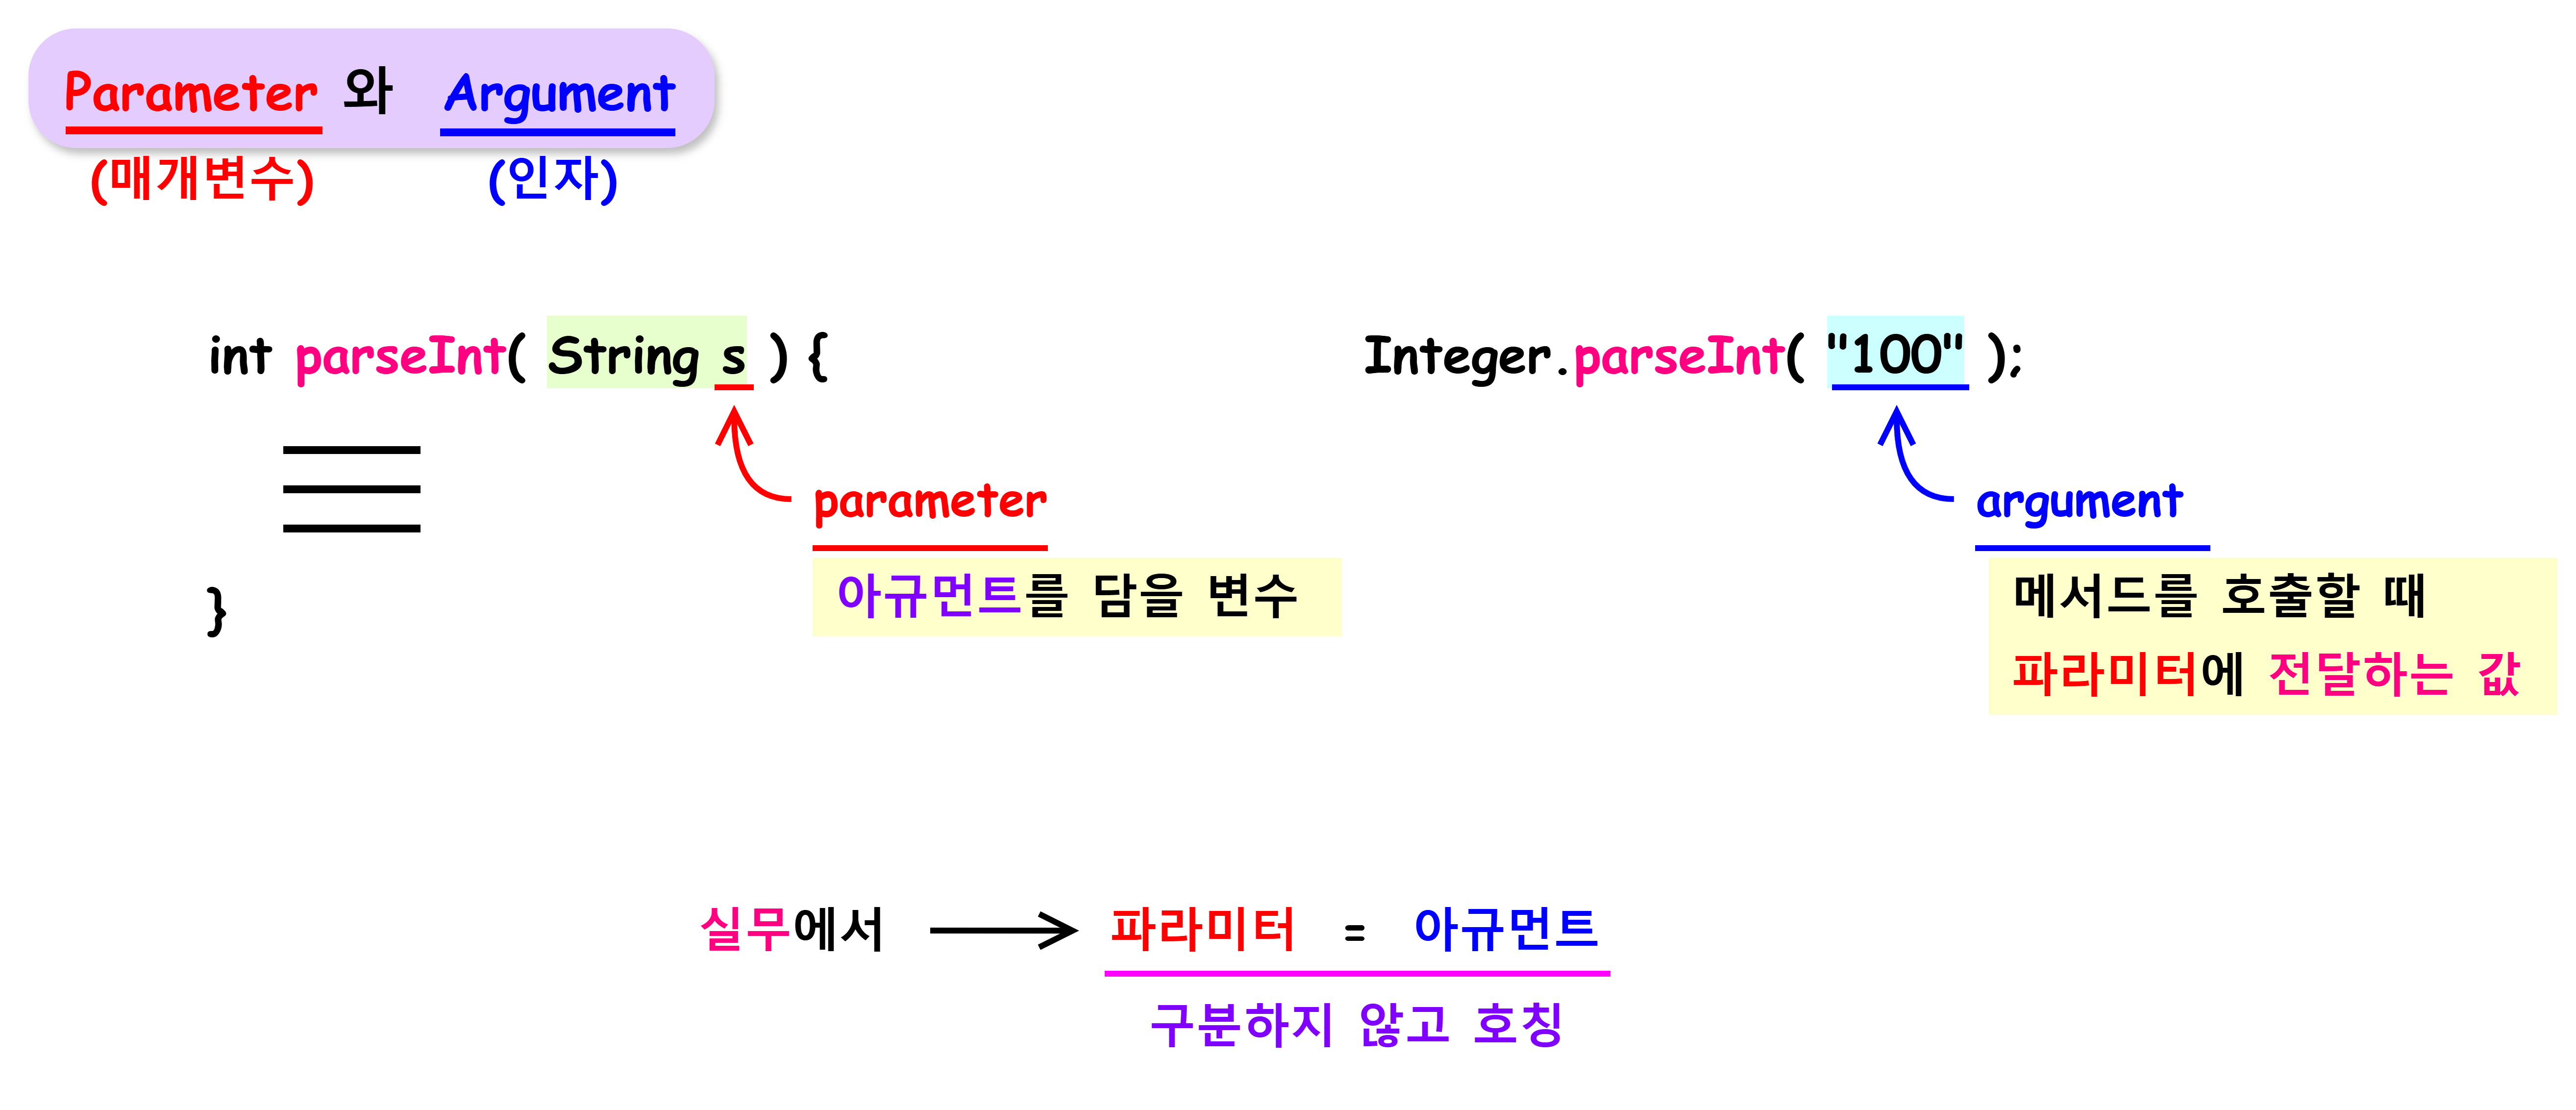 Parameter 와 Argument
(매개변수) (인자)
int parseInt( String s ) {
Integer.parseInt( "100" );
parameter
argument
아규먼트를 담을 변수
메서드를 호출할 때
파라미터에 전달하는 값
}
실무에서 → 파라미터 = 아규먼트
구분하지 않고 호칭